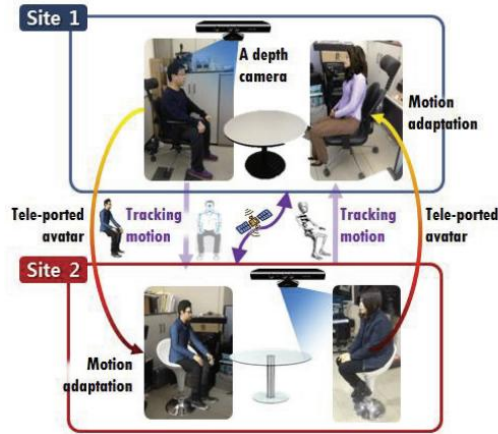 Site 1
A depth
camera
Motion
adaptation
Tele-ported
avatar
Tracking
motion
Tracking
motion
Tele-ported
avatar
Site 2
Motion
adaptation